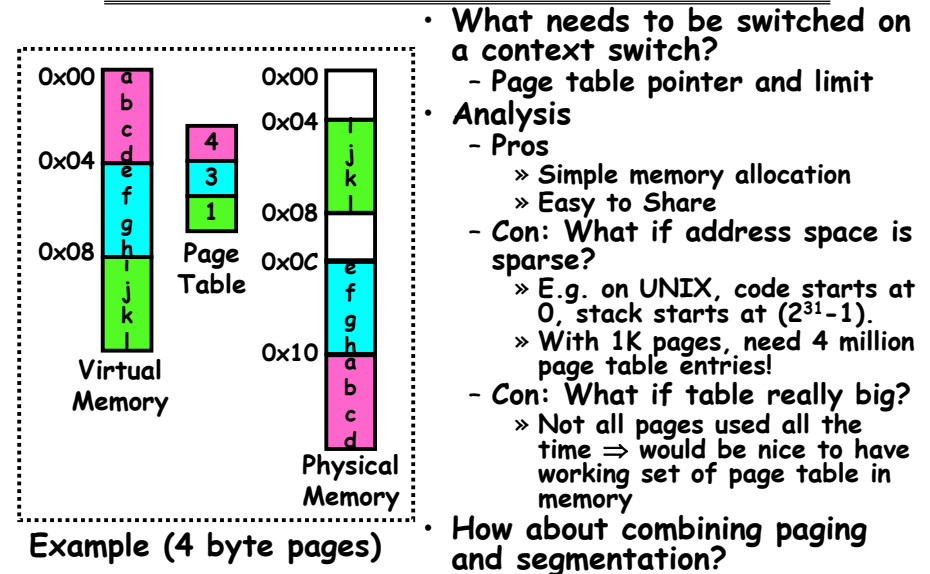 0x00
a
b
c
d
0x04
e
f
g
h
0x08
i
j
k
l
Virtual
Memory
4
3
1
Page
Table
0x00
0x04
i
j
k
l
0x08
0x0C
e
f
g
h
0x10
a
b
c
d
Physical
Memory
Example (4 byte pages)
• What needs to be switched on
a context switch?
– Page table pointer and limit
• Analysis
– Pros
» Simple memory allocation
» Easy to Share
– Con: What if address space is
sparse?
» E.g. on UNIX, code starts at
0, stack starts at (2³¹-1).
» With 1K pages, need 4 million
page table entries!
– Con: What if table really big?
» Not all pages used all the
time ⇒ would be nice to have
working set of page table in
memory
• How about combining paging
and segmentation?